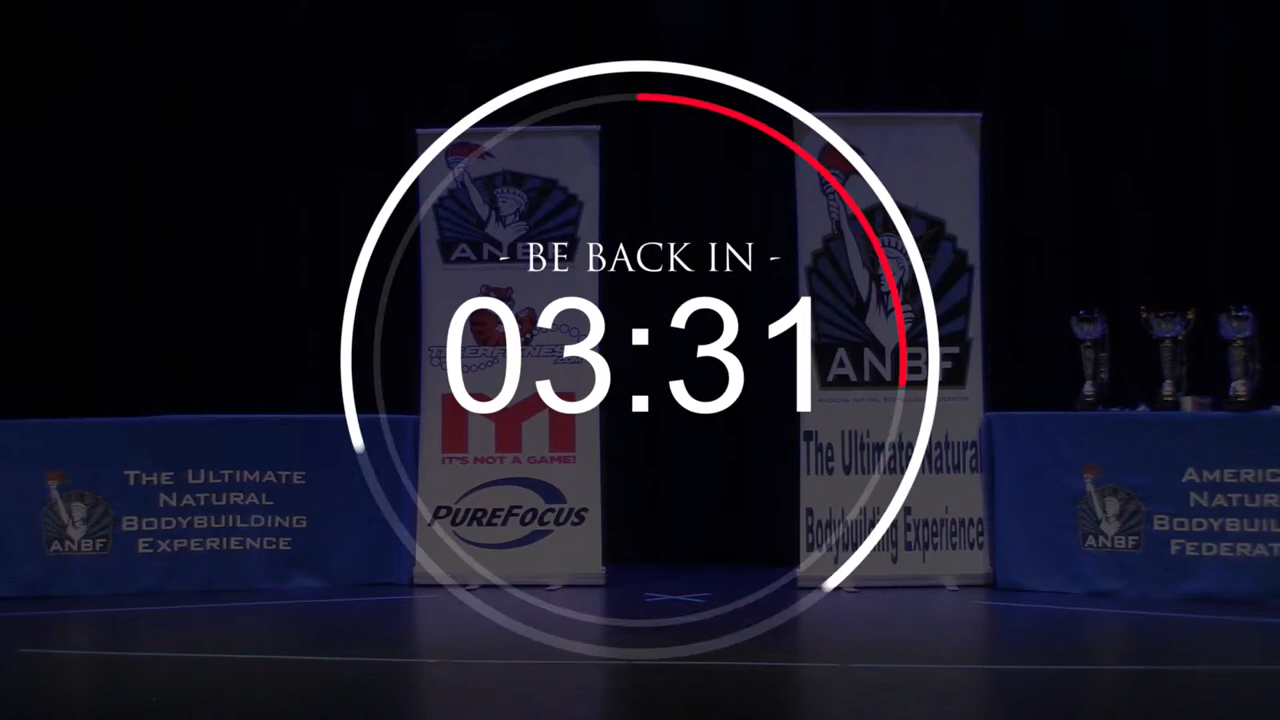 - BE BACK IN -
03:31
ANBF
IT'S NOT A GAME!
PUREFOCUS
ANBF
The Ultimate Natural
Bodybuilding Experience
THE ULTIMATE
NATURAL
BODYBUILDING
EXPERIENCE
ANBF
AMERIC
NATUR
BODYBUIL
FEDERAT
ANBF